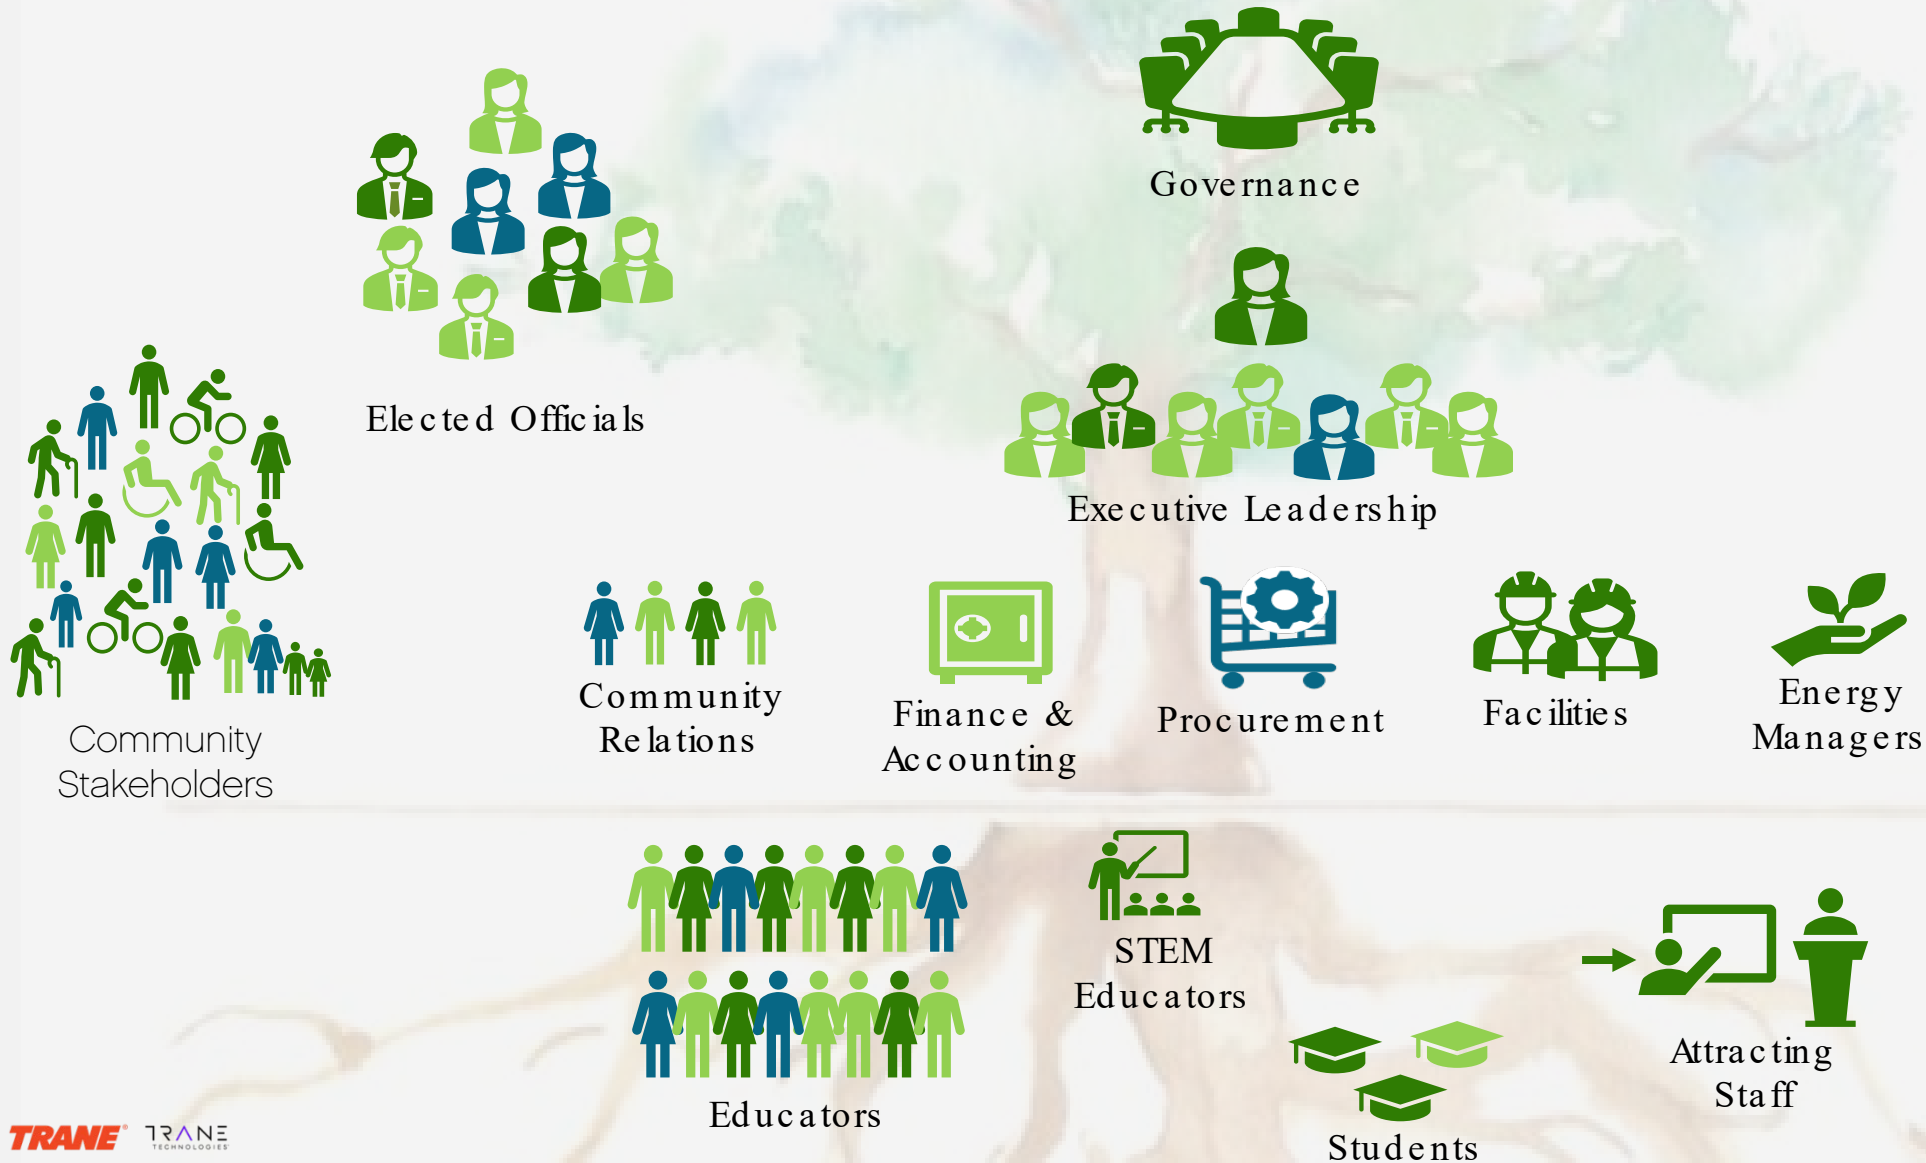 Governance
Elected Officials
Executive Leadership
Community
Relations
Finance &
Accounting
Procurement
Facilities
Energy
Managers
Community
Stakeholders
STEM
Educators
Educators
Attracting
Staff
Students
TRANE®
TRANE
TECHNOLOGIES